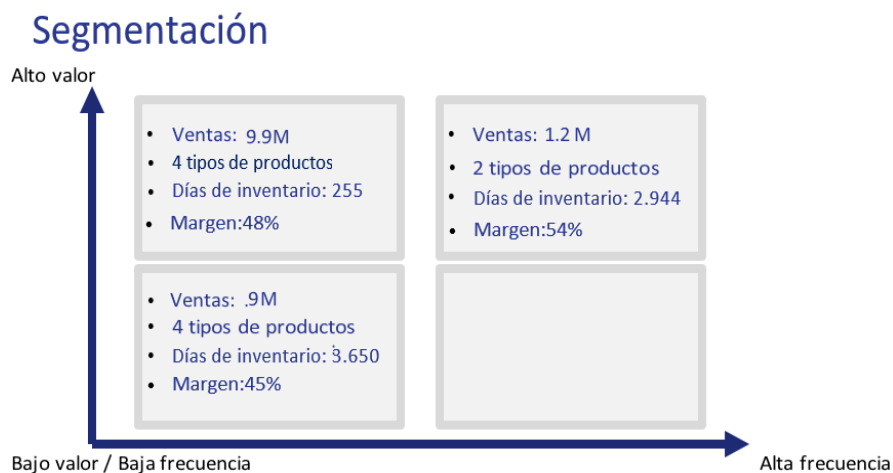 Segmentación
Alto valor
• Ventas: 9.9M
• 4 tipos de productos
• Días de inventario: 255
• Margen:48%
• Ventas: 1.2 M
• 2 tipos de productos
• Días de inventario: 2.944
• Margen:54%
• Ventas: .9M
• 4 tipos de productos
• Días de inventario: 3.650
• Margen:45%
Bajo valor / Baja frecuencia
Alta frecuencia